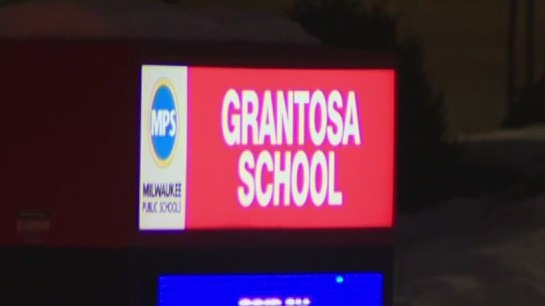 MPS
MILWAUKEE
PUBLIC SCHOOLS
GRANTOSA
SCHOOL